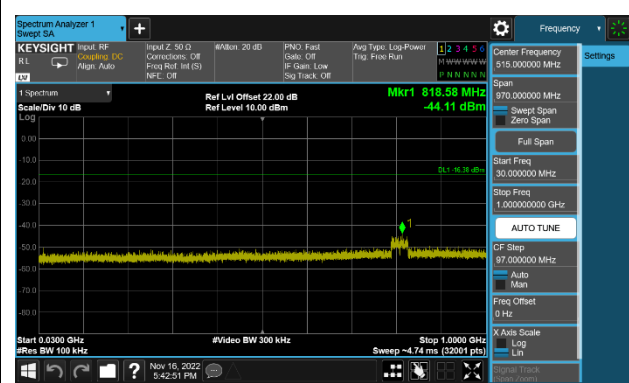 Spectrum Analyzer 1
Swept SA
Frequency
KEYSIGHT
Input: RF
Coupling: DC
Align: Auto
Input Z: 50 Ω
Corrections: Off
Freq Ref: Int (S)
NFE: Off
#Atten: 20 dB
PNO: Fast
Gate: Off
IF Gain: Low
Sig Track: Off
Avg Type: Log-Power
Trig: Free Run
1 2 3 4 5 6
M W W W W W
P N N N N N
R L
1 Spectrum
Scale/Div 10 dB
Log
Ref Lvl Offset 22.00 dB
Ref Level 10.00 dBm
Mkr1 818.58 MHz
-44.11 dBm
0.00
-10.0
DL1 -16.38 dBm
-20.0
-30.0
-40.0
1
-50.0
-60.0
-70.0
-80.0
Start 0.0300 GHz
#Res BW 100 kHz
#Video BW 300 kHz
Stop 1.0000 GHz
Sweep ~4.74 ms (32001 pts)
Nov 16, 2022
5:42:51 PM
?
Center Frequency
515.000000 MHz
Settings
Span
970.000000 MHz
Swept Span
Zero Span
Full Span
Start Freq
30.000000 MHz
Stop Freq
1.000000000 GHz
AUTO TUNE
CF Step
97.000000 MHz
Auto
Man
Freq Offset
0 Hz
X Axis Scale
Log
Lin
Signal Track
(Span Zoom)